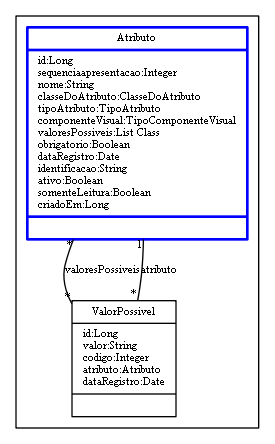 Atributo
id:Long
sequenciaapresentacao:Integer
nome:String
classeDoAtributo:ClasseDoAtributo
tipoAtributo:TipoAtributo
componenteVisual:TipoComponenteVisual
valoresPossiveis:List Class
obrigatorio:Boolean
dataRegistro:Date
identificacao:String
ativo:Boolean
somenteLeitura:Boolean
criadoEm:Long
* 1
valoresPossiveis atributo
* *
ValorPossivel
id:Long
valor:String
codigo:Integer
atributo:Atributo
dataRegistro:Date